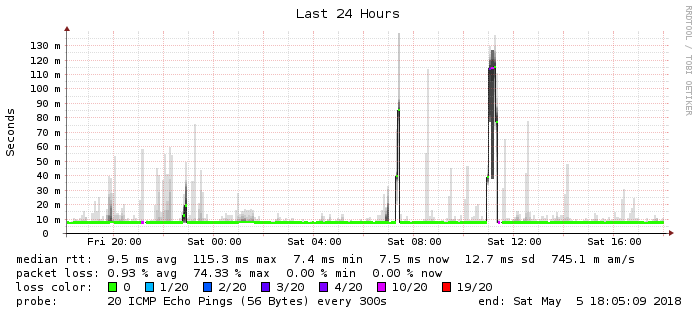 Last 24 Hours
RRDTOOL / TOBI OETIKER
Seconds
130 m
120 m
110 m
100 m
90 m
80 m
70 m
60 m
50 m
40 m
30 m
20 m
10 m
0
Fri 20:00 Sat 00:00 Sat 04:00 Sat 08:00 Sat 12:00 Sat 16:00
median rtt: 9.5 ms avg 115.3 ms max 7.4 ms min 7.5 ms now 12.7 ms sd 745.1 m am/s
packet loss: 0.93 % avg 74.33 % max 0.00 % min 0.00 % now
loss color: 0 1/20 2/20 3/20 4/20 10/20 19/20
probe: 20 ICMP Echo Pings (56 Bytes) every 300s end: Sat May 5 18:05:09 2018